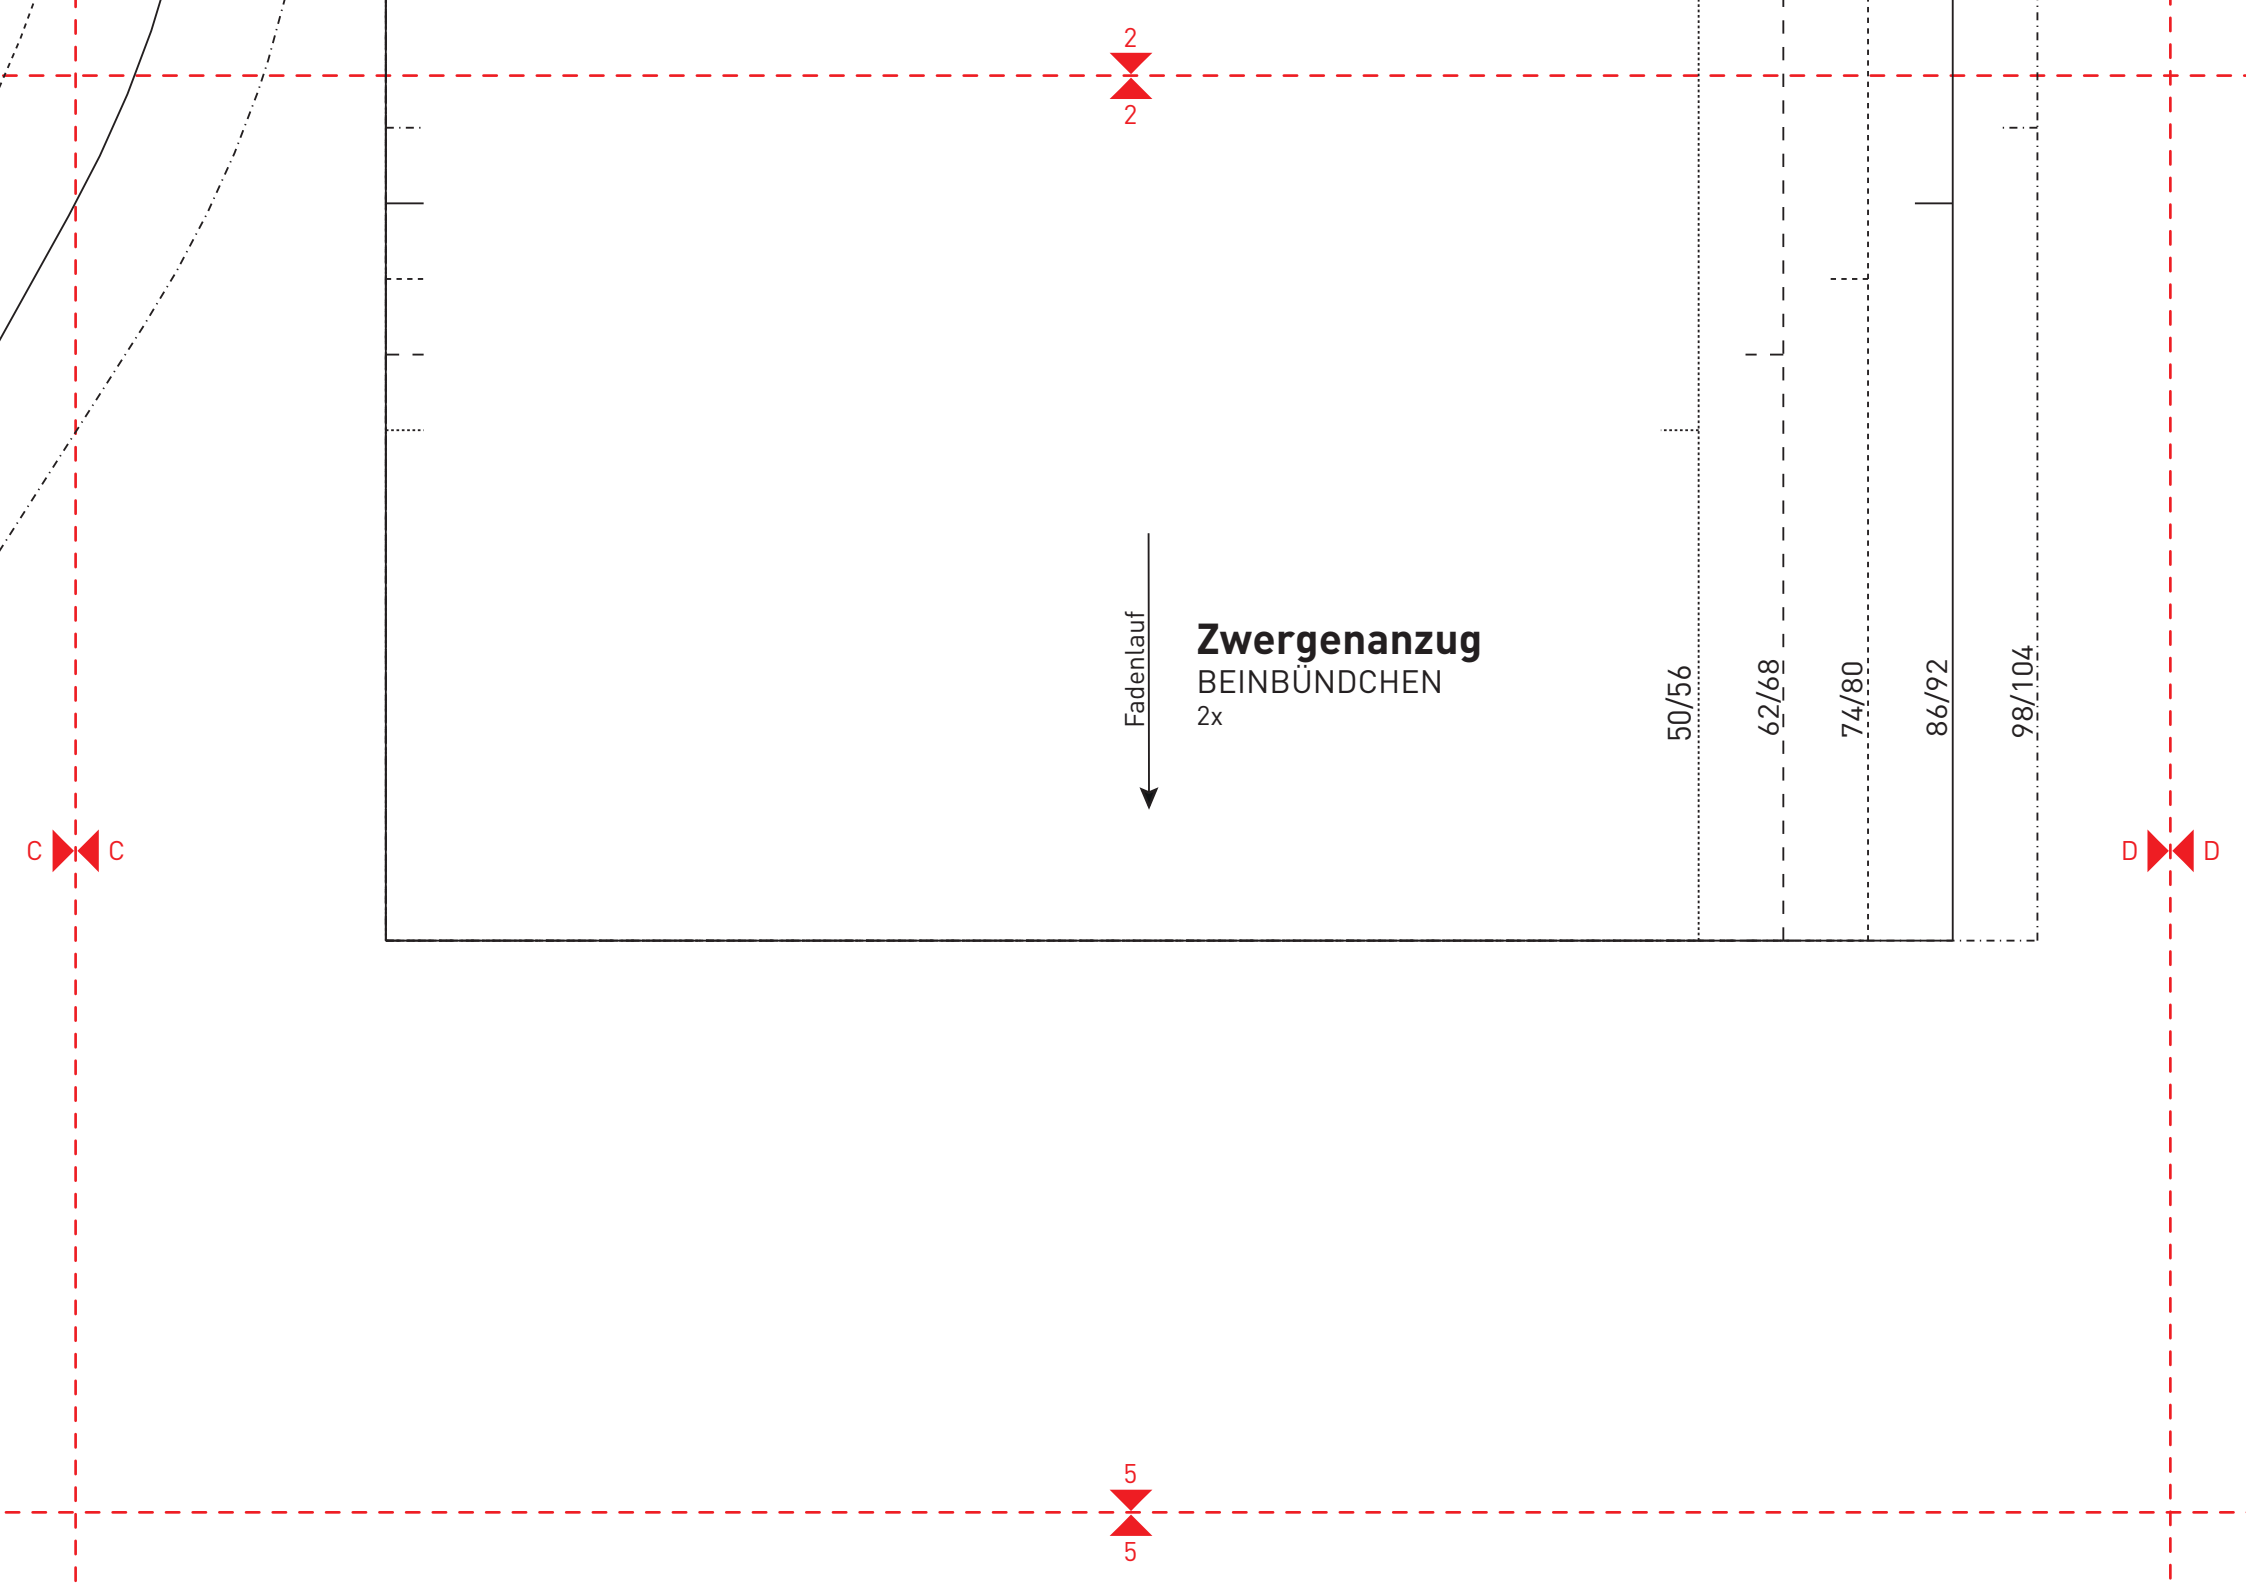 2
2
Fadenlauf
Zwergenanzug
BEINBÜNDCHEN
2x
50/56
62/68
74/80
86/92
98/104
C
C
D
D
5
5